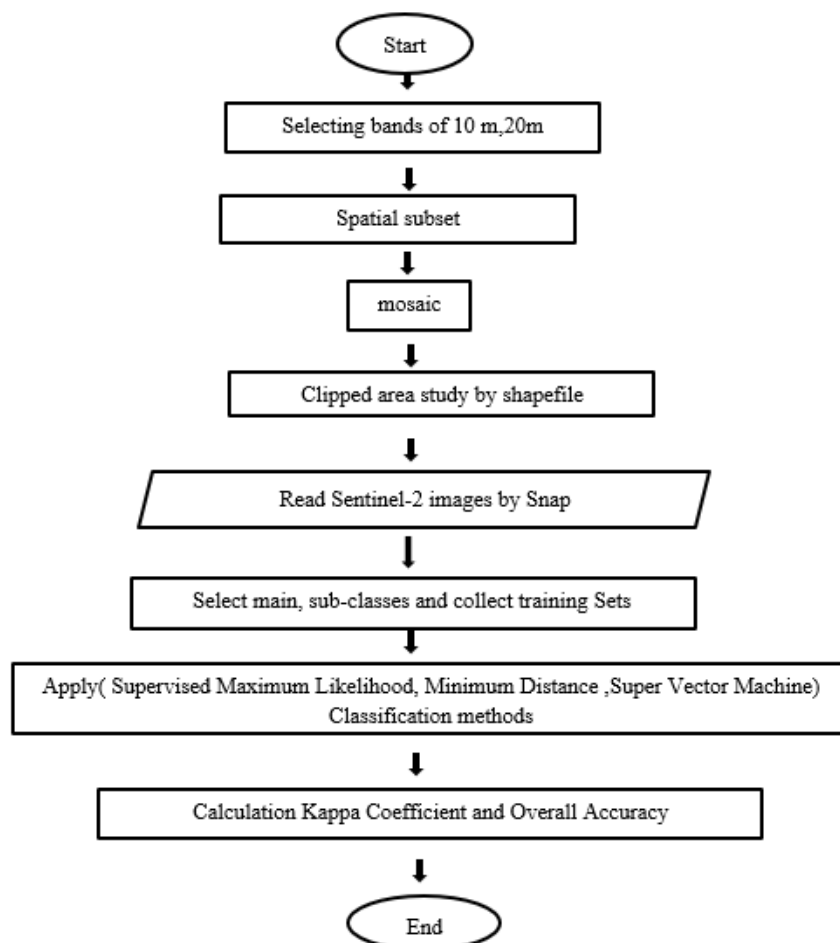 Start
Selecting bands of 10 m,20m
Spatial subset
mosaic
Clipped area study by shapefile
Read Sentinel-2 images by Snap
Select main, sub-classes and collect training Sets
Apply( Supervised Maximum Likelihood, Minimum Distance ,Super Vector Machine)
Classification methods
Calculation Kappa Coefficient and Overall Accuracy
End